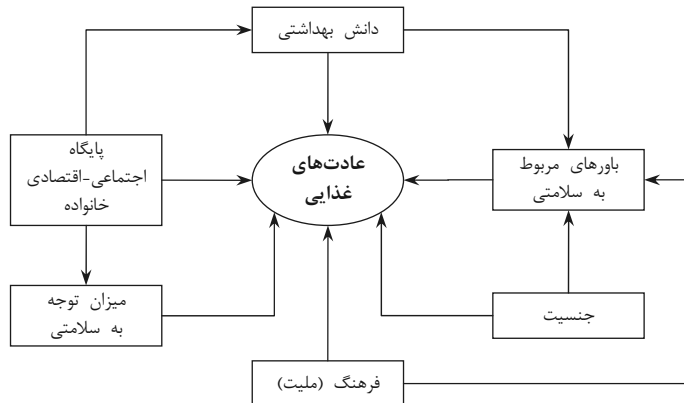 دانش بهداشتی
پایگاه
اجتماعی-اقتصادی
خانواده
عادت‌های
غذایی
باورهای مربوط
به سلامتی
میزان توجه
به سلامتی
جنسیت
فرهنگ (ملیت)